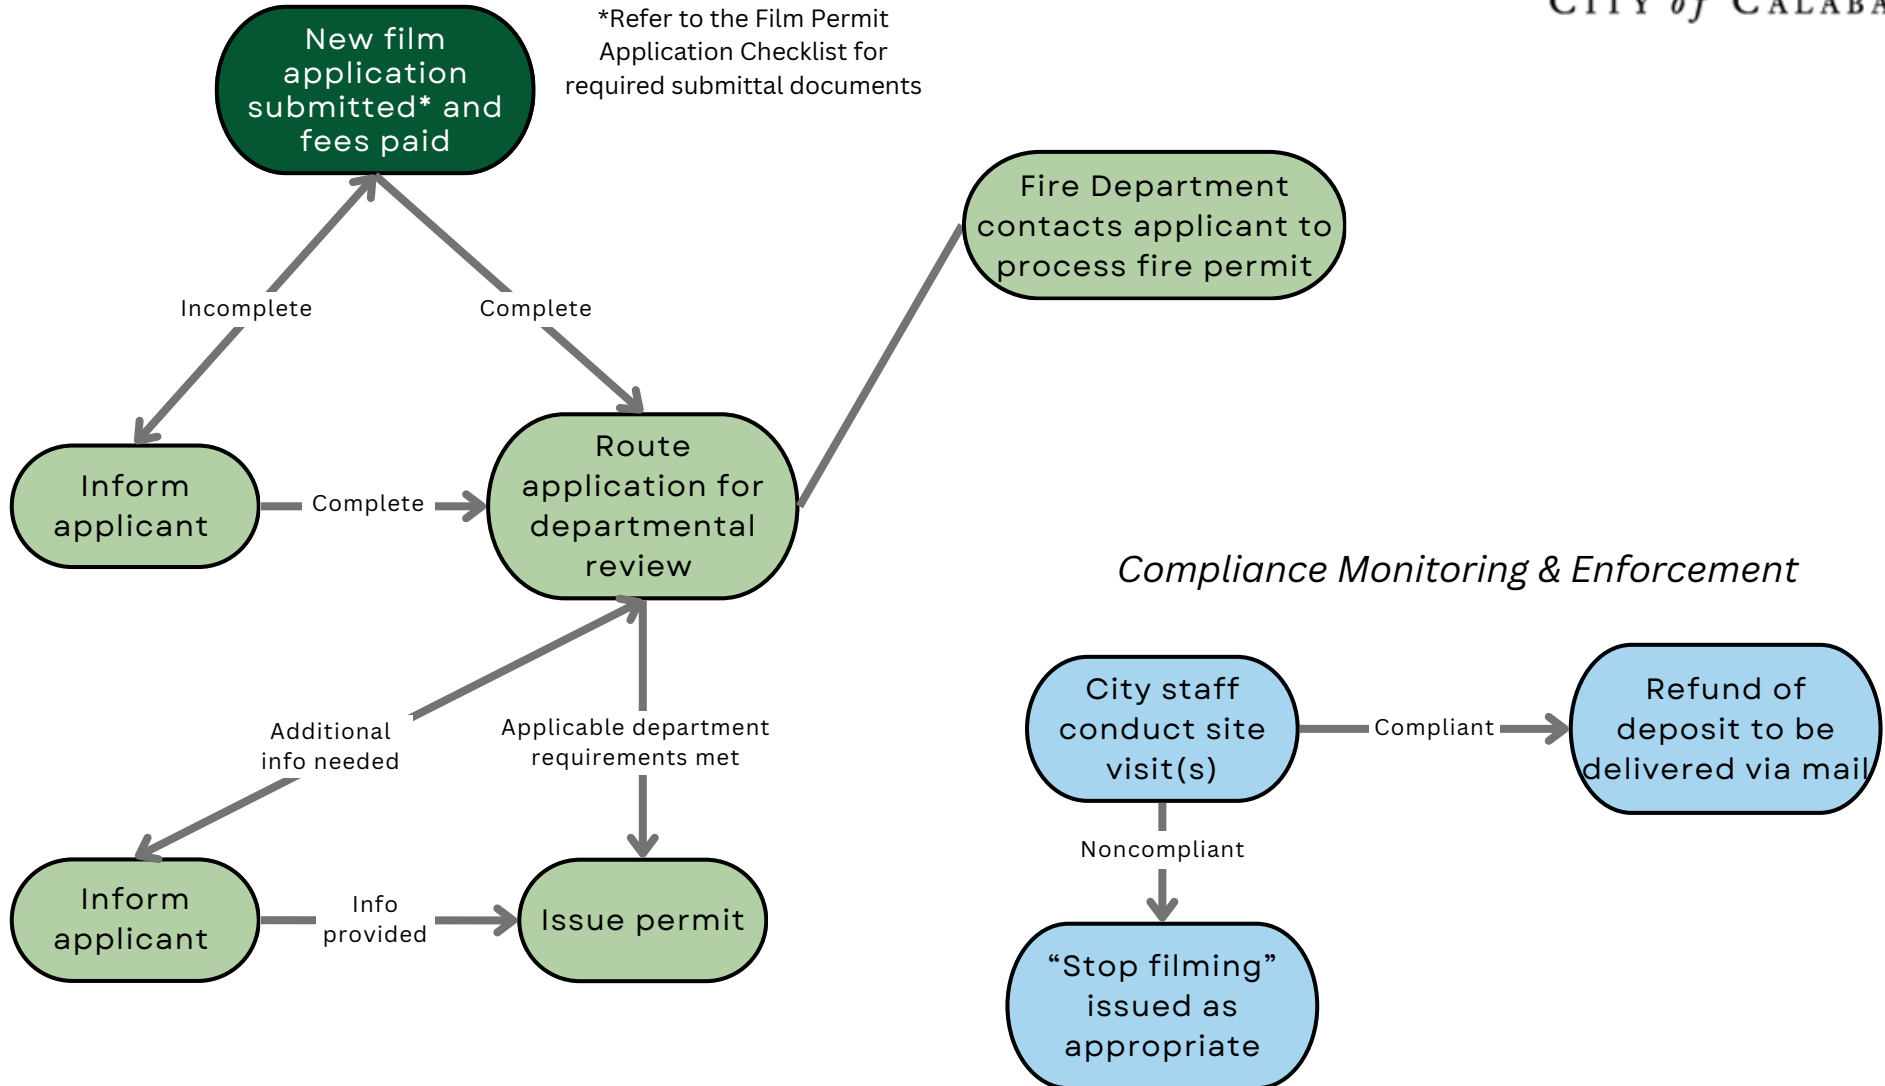 CITY of CALABA
*Refer to the Film Permit
Application Checklist for
required submittal documents
New film
application
submitted* and
fees paid
Fire Department
contacts applicant to
process fire permit
Incomplete
Complete
Inform
applicant
Complete
Route
application for
departmental
review
Compliance Monitoring & Enforcement
Additional
info needed
Applicable department
requirements met
City staff
conduct site
visit(s)
Compliant
Refund of
deposit to be
delivered via mail
Noncompliant
Inform
applicant
Info
provided
Issue permit
“Stop filming”
issued as
appropriate